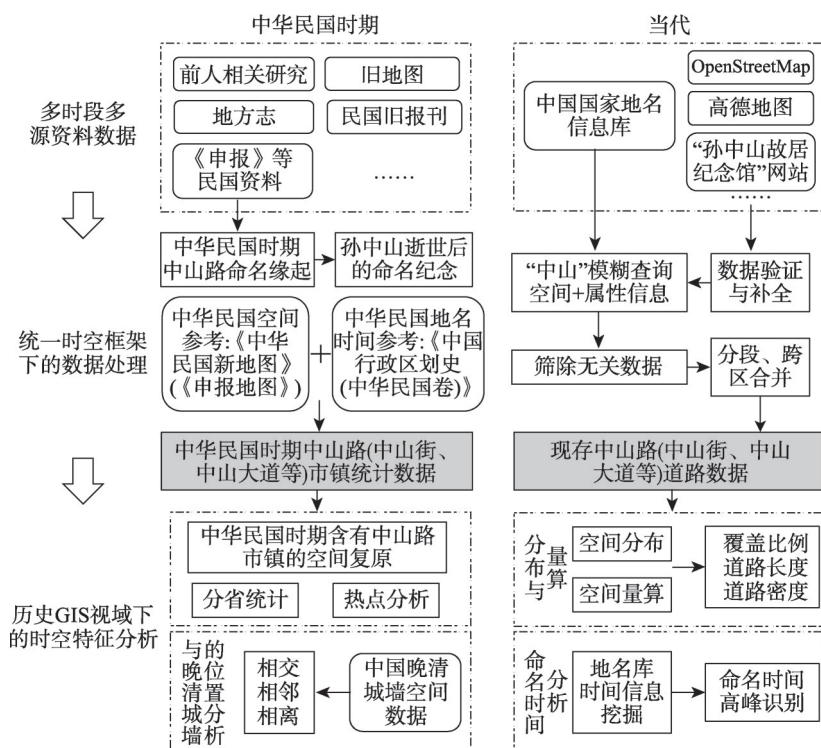 中华民国时期
当代
多时段多
源资料数据
前人相关研究
旧地图
地方志
民国旧报刊
《申报》等
民国资料
……
中国国家地名
信息库
OpenStreetMap
高德地图
“孙中山故居
纪念馆”网站
……
统一时空框架
下的数据处理
中华民国时期
中山路命名缘起
孙中山逝世后
的命名纪念
中华民国空间
参考:《中华
民国新地图》
(《申报地图》)
+
中华民国地名
时间参考:《中国
行政区划史
(中华民国卷)》
“中山”模糊查询
空间+属性信息
数据验证
与补全
筛除无关数据
分段、跨
区合并
中华民国时期中山路(中山街、
中山大道等)市镇统计数据
现存中山路(中山街、中山
大道等)道路数据
历史GIS视域下
的时空特征分析
中华民国时期含有中山路
市镇的空间复原
分省统计
热点分析
与晚清城墙
的位置分析
相交
相邻
相离
中国晚清
城墙空间
数据
分布与
量算
空间分布
空间量算
覆盖比例
道路长度
道路密度
命名时间
分析
地名库
时间信息
挖掘
命名时间
高峰识别